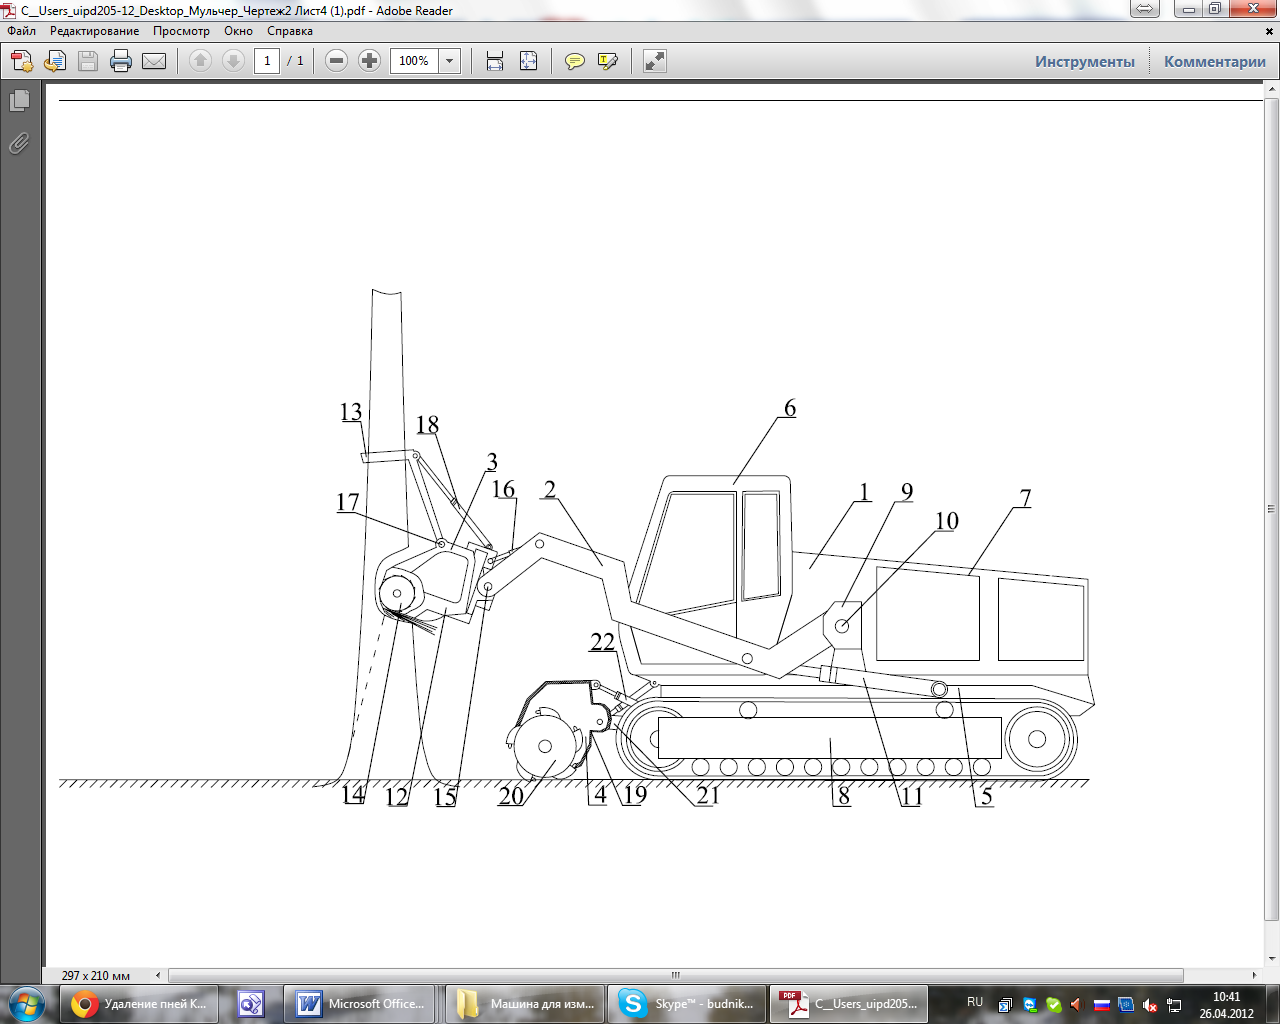 C__Users_uipd205-12_Desktop_Мульчер_Чертеж2 Лист4 (1).pdf - Adobe Reader
Файл Редактирование Просмотр Окно Справка
1 / 1 100% Инструменты Комментарии
6
13
18
3
16 2 1 9 7
17 10
22
14 12 15 20 4 19 21 8 11 5
297 x 210 мм
Удаление пней К... Microsoft Office... Машина для изм... Skype™ - budnik... C__Users_uipd205... RU 10:41
26.04.2012